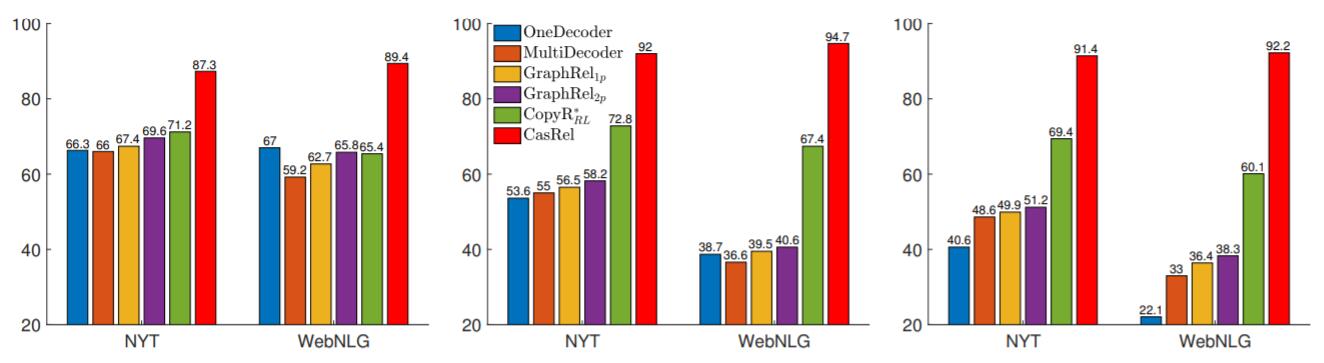 100
80
60
40
20
66.3 66 67.4 69.6 71.2 87.3
67 59.2 62.7 65.8 65.4 89.4
NYT WebNLG
100
80
60
40
20
OneDecoder
MultiDecoder
GraphRel1p
GraphRel2p
CopyR*RL
CasRel
53.6 55 56.5 58.2 72.8 92
38.7 36.6 39.5 40.6 67.4 94.7
NYT WebNLG
100
80
60
40
20
40.6 48.6 49.9 51.2 69.4 91.4
22.1 33 36.4 38.3 60.1 92.2
NYT WebNLG